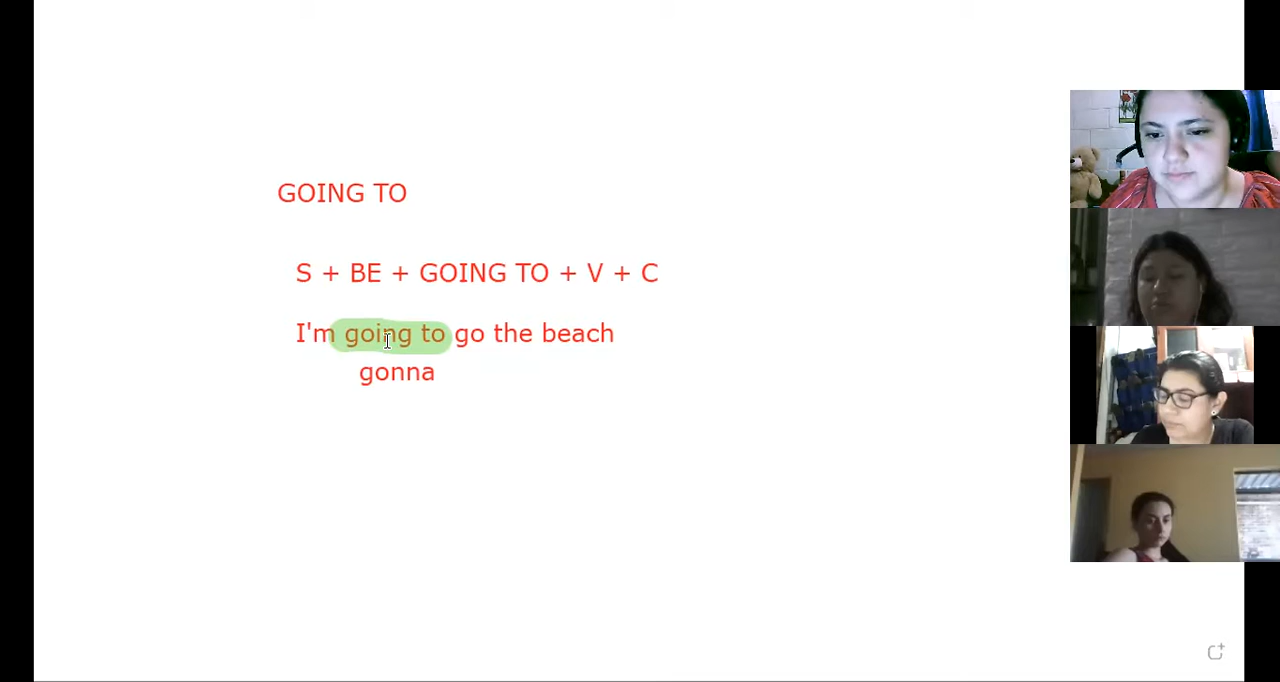 GOING TO
S + BE + GOING TO + V + C
I'm going to go the beach
gonna